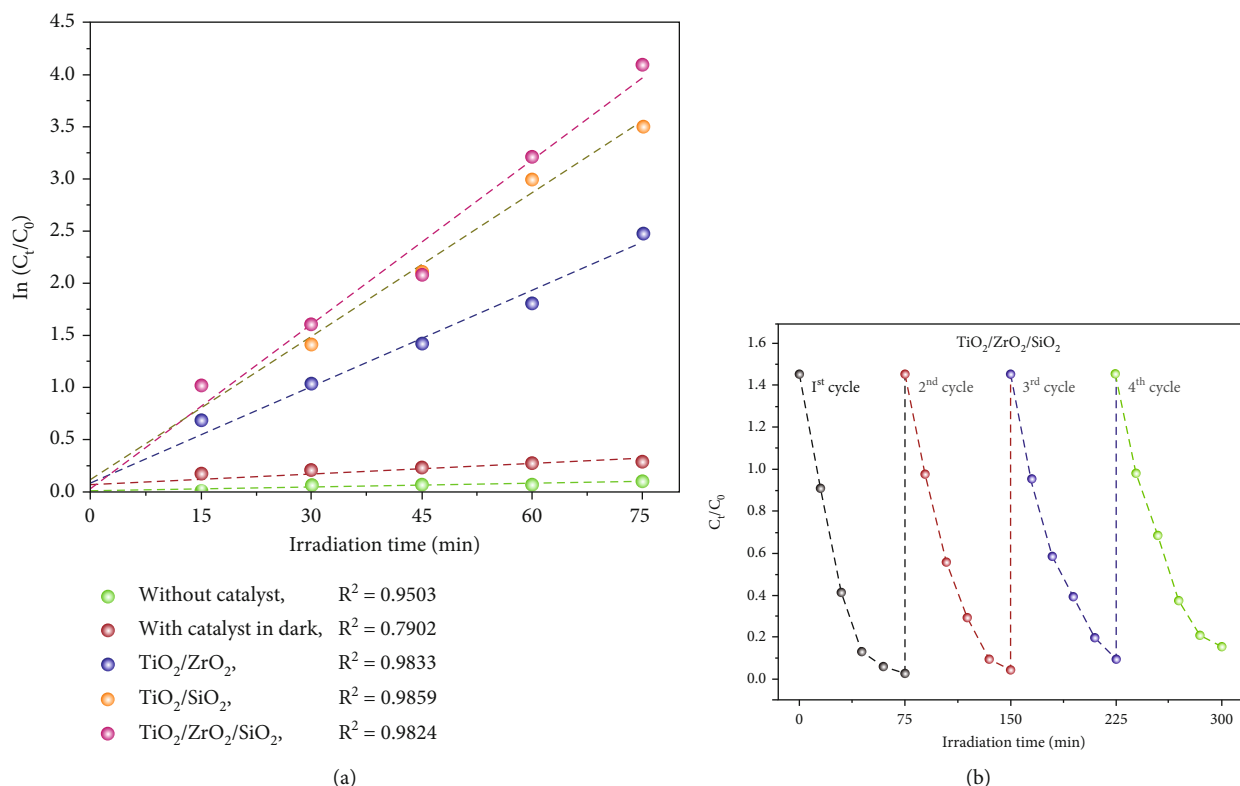 4.5
4.0
3.5
3.0
2.5
2.0
1.5
1.0
0.5
0.0
In (Ct/C0)
0 15 30 45 60 75
Irradiation time (min)
Without catalyst, R² = 0.9503
With catalyst in dark, R² = 0.7902
TiO₂/ZrO₂, R² = 0.9833
TiO₂/SiO₂, R² = 0.9859
TiO₂/ZrO₂/SiO₂, R² = 0.9824
(a)
TiO₂/ZrO₂/SiO₂
1.6
1.4
1.2
1.0
0.8
0.6
0.4
0.2
0.0
Ct/C0
1st cycle 2nd cycle 3rd cycle 4th cycle
0 75 150 225 300
Irradiation time (min)
(b)